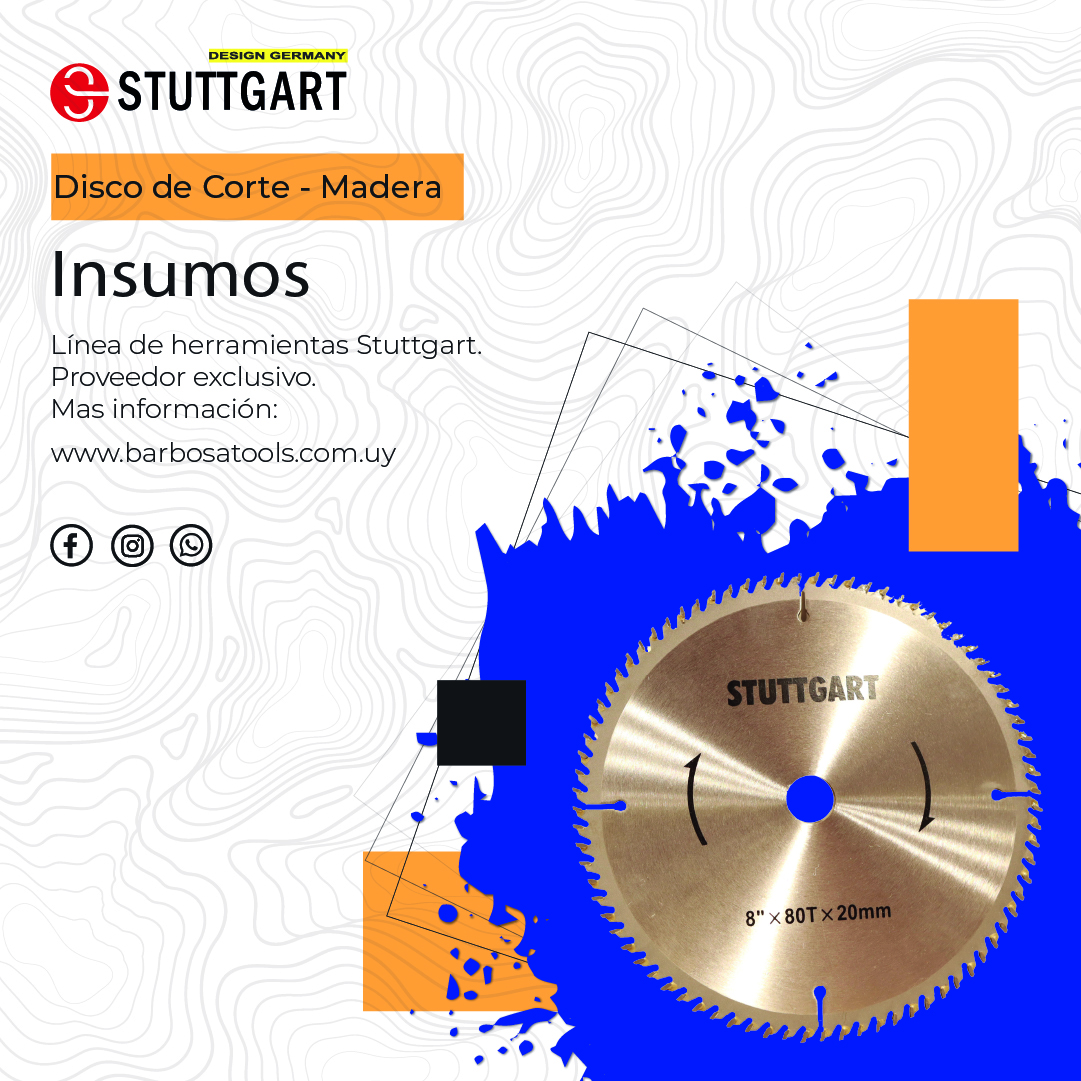 DESIGN GERMANY
STUTTGART
Disco de Corte - Madera
Insumos
Línea de herramientas Stuttgart.
Proveedor exclusivo.
Mas información:
www.barbosatools.com.uy
STUTTGART
8"×80T×20mm